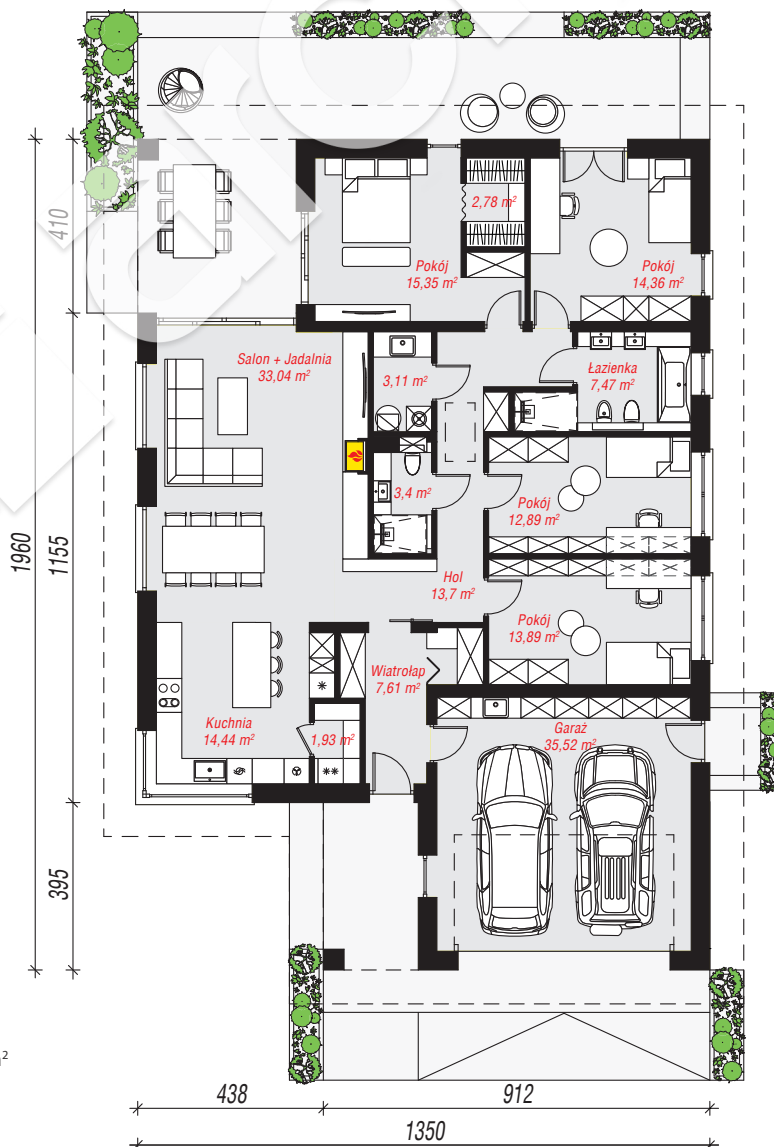 2,78 m²
Pokój
15,35 m²
Pokój
14,36 m²
410
Salon + Jadalnia
33,04 m²
3,11 m²
Łazienka
7,47 m²
3,4 m²
Pokój
12,89 m²
1960
1155
Hol
13,7 m²
Pokój
13,89 m²
Wiatrołap
7,61 m²
Kuchnia
14,44 m²
1,93 m²
Garaż
35,52 m²
395
438
912
1350